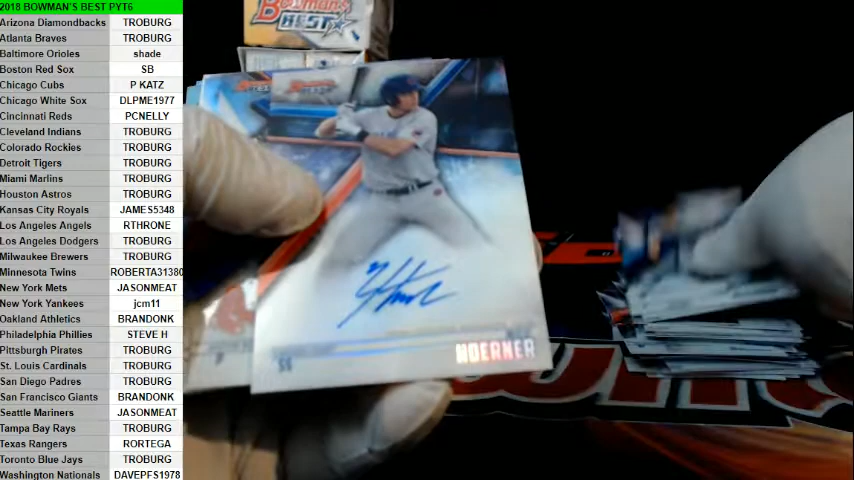 2018 BOWMAN'S BEST PYT6
Arizona Diamondbacks TROBURG
Atlanta Braves TROBURG
Baltimore Orioles shade
Boston Red Sox SB
Chicago Cubs P KATZ
Chicago White Sox DLPME1977
Cincinnati Reds PCNELLY
Cleveland Indians TROBURG
Colorado Rockies TROBURG
Detroit Tigers TROBURG
Miami Marlins TROBURG
Houston Astros TROBURG
Kansas City Royals JAMES5348
Los Angeles Angels RTHRONE
Los Angeles Dodgers TROBURG
Milwaukee Brewers TROBURG
Minnesota Twins ROBERTA31380
New York Mets JASONMEAT
New York Yankees jcm11
Oakland Athletics BRANDONK
Philadelphia Phillies STEVE H
Pittsburgh Pirates TROBURG
St. Louis Cardinals TROBURG
San Diego Padres TROBURG
San Francisco Giants BRANDONK
Seattle Mariners JASONMEAT
Tampa Bay Rays TROBURG
Texas Rangers RORTEGA
Toronto Blue Jays TROBURG
Washington Nationals DAVEPFS1978
Bowman's
BEST
HOERNER
SS
P